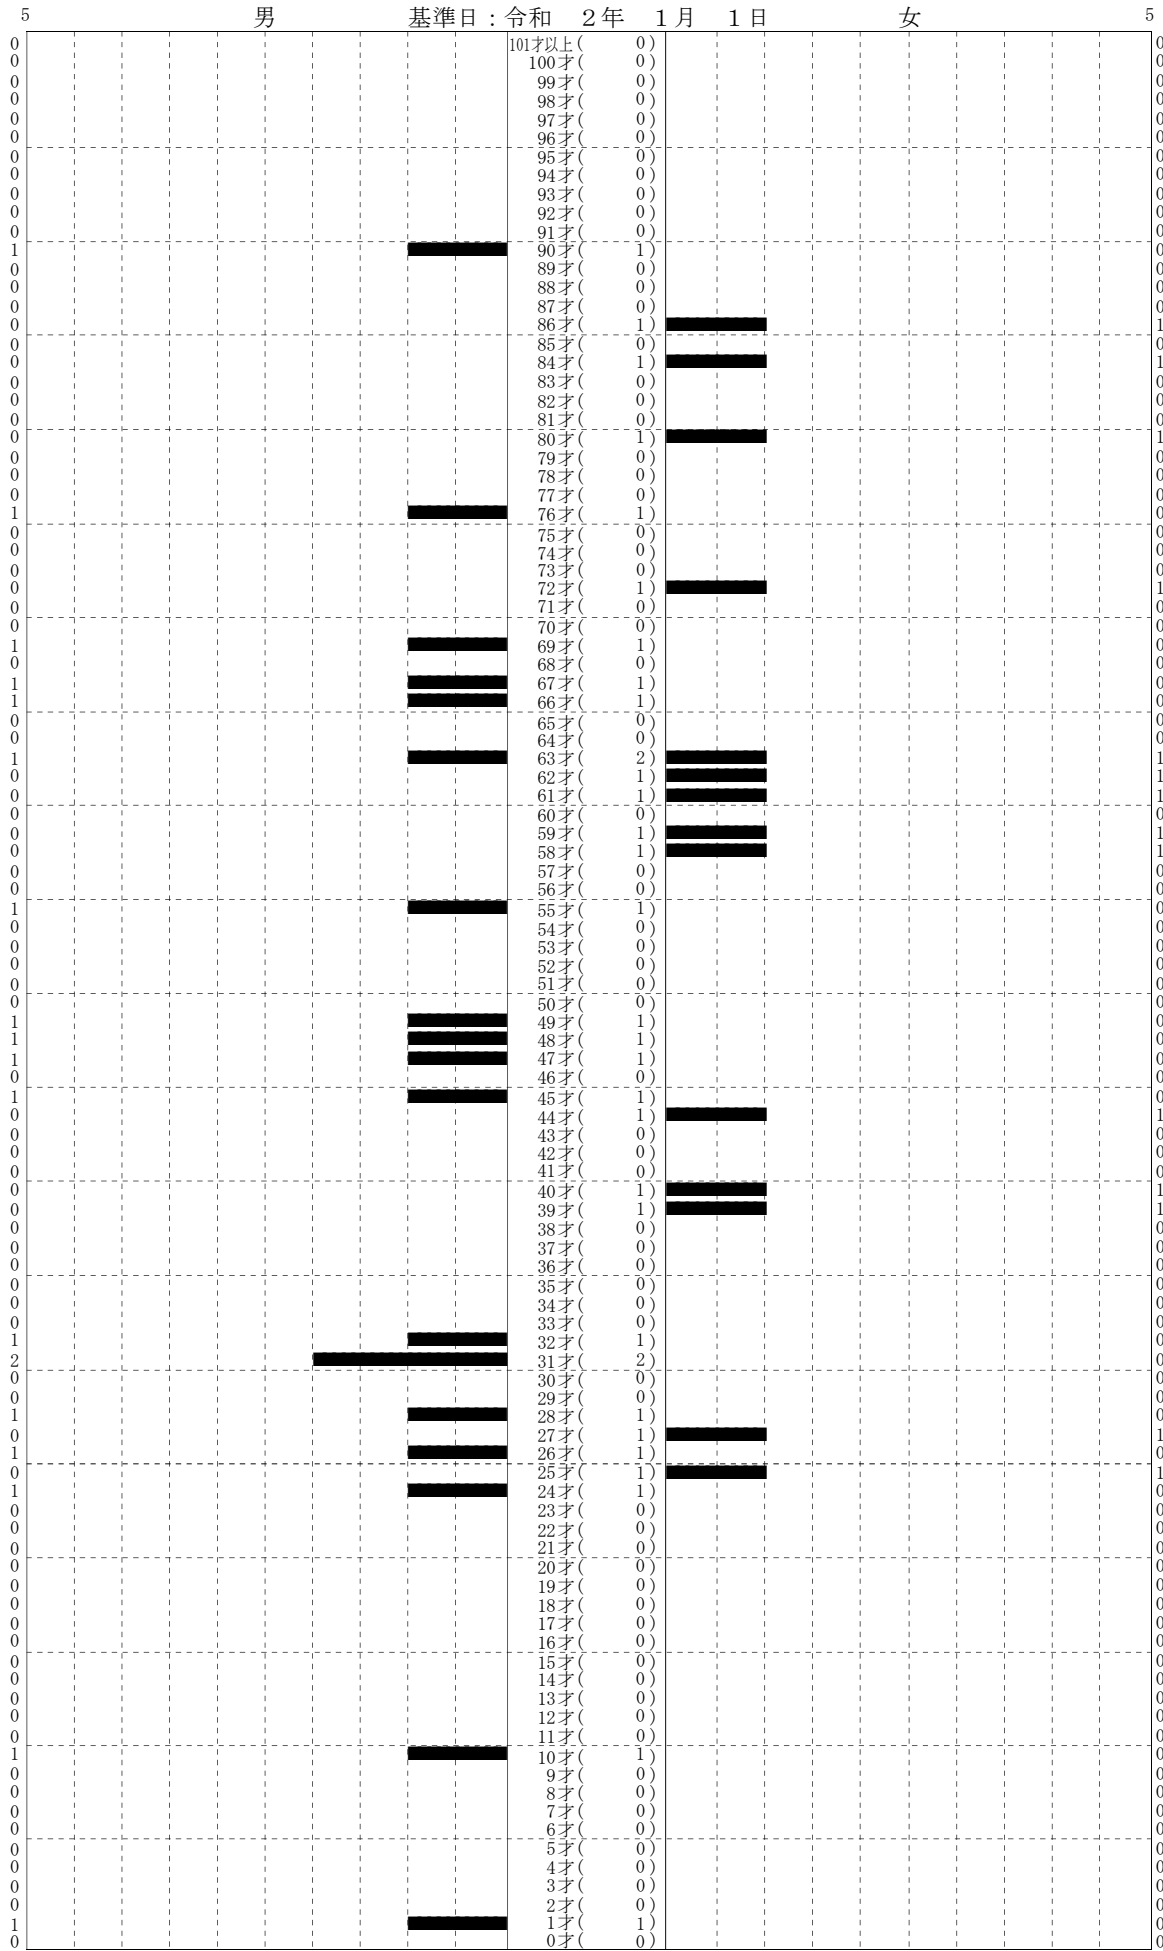 5 男 基準日:令和 2年 1月 1日 女 5
0 101才以上( 0) 0
0 100才( 0) 0
0 99才( 0) 0
0 98才( 0) 0
0 97才( 0) 0
0 96才( 0) 0
0 95才( 0) 0
0 94才( 0) 0
0 93才( 0) 0
0 92才( 0) 0
0 91才( 0) 0
1 90才( 1) 0
0 89才( 0) 0
0 88才( 0) 0
0 87才( 0) 0
0 86才( 1) 1
0 85才( 0) 0
0 84才( 1) 1
0 83才( 0) 0
0 82才( 0) 0
0 81才( 0) 0
0 80才( 1) 1
0 79才( 0) 0
0 78才( 0) 0
0 77才( 0) 0
1 76才( 1) 0
0 75才( 0) 0
0 74才( 0) 0
0 73才( 0) 0
0 72才( 1) 1
0 71才( 0) 0
0 70才( 0) 0
1 69才( 1) 0
0 68才( 0) 0
1 67才( 1) 0
1 66才( 1) 0
0 65才( 0) 0
0 64才( 0) 0
1 63才( 2) 1
0 62才( 1) 1
0 61才( 1) 1
0 60才( 0) 0
0 59才( 1) 1
0 58才( 1) 1
0 57才( 0) 0
0 56才( 0) 0
1 55才( 1) 0
0 54才( 0) 0
0 53才( 0) 0
0 52才( 0) 0
0 51才( 0) 0
0 50才( 0) 0
1 49才( 1) 0
1 48才( 1) 0
1 47才( 1) 0
0 46才( 0) 0
1 45才( 1) 0
0 44才( 1) 1
0 43才( 0) 0
0 42才( 0) 0
0 41才( 0) 0
0 40才( 1) 1
0 39才( 1) 1
0 38才( 0) 0
0 37才( 0) 0
0 36才( 0) 0
0 35才( 0) 0
0 34才( 0) 0
0 33才( 0) 0
1 32才( 1) 0
2 31才( 2) 0
0 30才( 0) 0
0 29才( 0) 0
1 28才( 1) 0
0 27才( 1) 1
1 26才( 1) 0
0 25才( 1) 1
1 24才( 1) 0
0 23才( 0) 0
0 22才( 0) 0
0 21才( 0) 0
0 20才( 0) 0
0 19才( 0) 0
0 18才( 0) 0
0 17才( 0) 0
0 16才( 0) 0
0 15才( 0) 0
0 14才( 0) 0
0 13才( 0) 0
0 12才( 0) 0
0 11才( 0) 0
1 10才( 1) 0
0 9才( 0) 0
0 8才( 0) 0
0 7才( 0) 0
0 6才( 0) 0
0 5才( 0) 0
0 4才( 0) 0
0 3才( 0) 0
0 2才( 0) 0
1 1才( 1) 0
0 0才( 0) 0